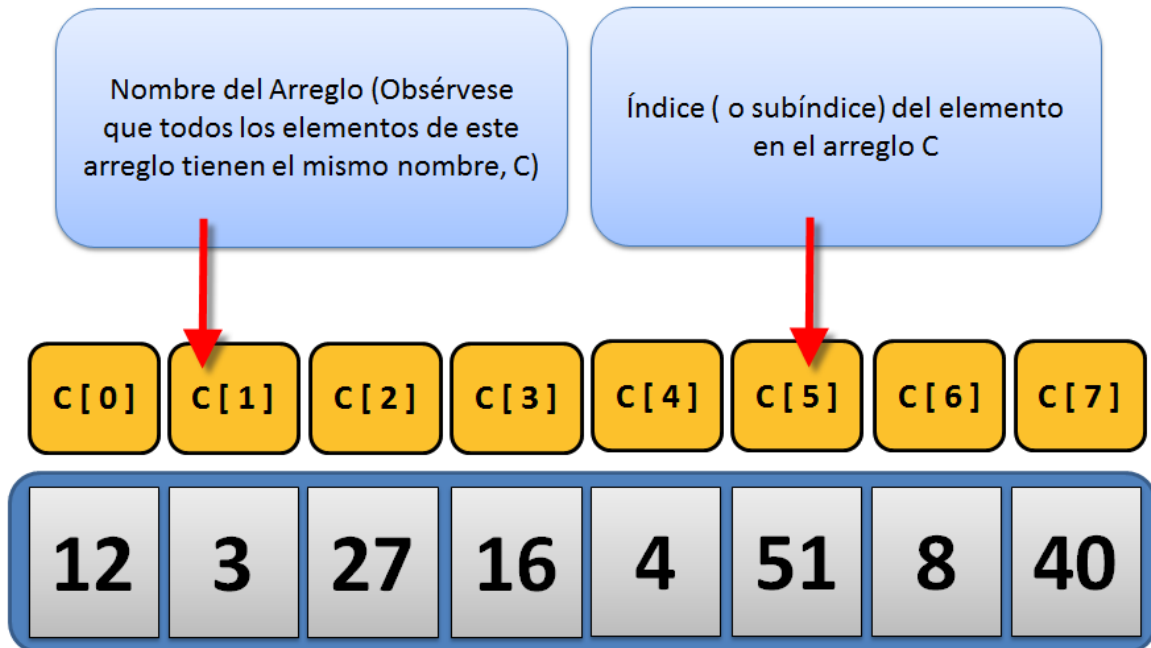 Nombre del Arreglo (Obsérvese
que todos los elementos de este
arreglo tienen el mismo nombre, C)
Índice ( o subíndice) del elemento
en el arreglo C
C [ 0 ] C [ 1 ] C [ 2 ] C [ 3 ] C [ 4 ] C [ 5 ] C [ 6 ] C [ 7 ]
12 3 27 16 4 51 8 40